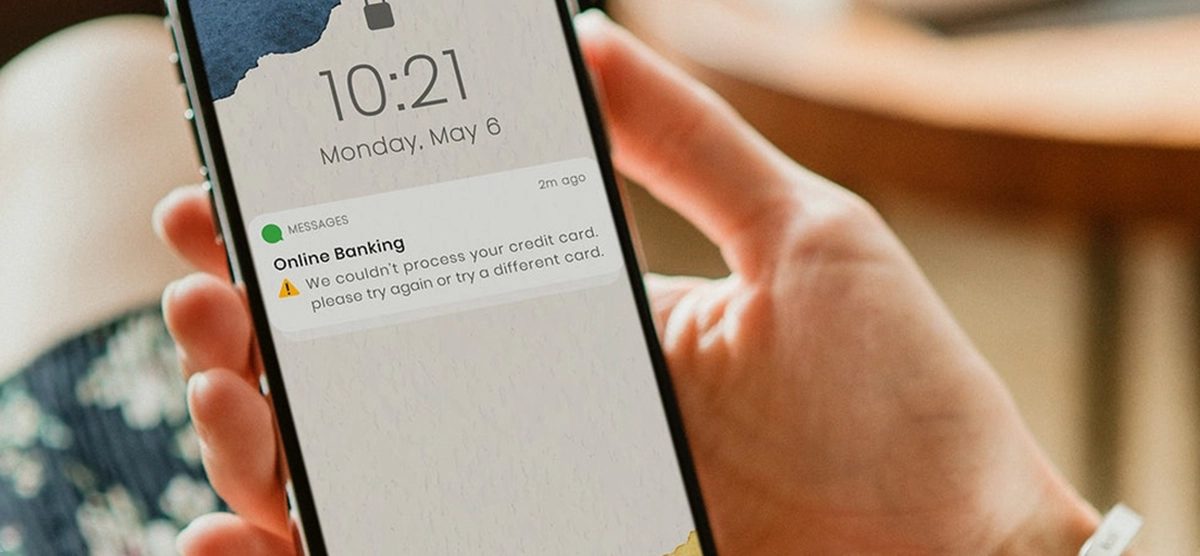 10:21
Monday, May 6
2m ago
MESSAGES
Online Banking
We couldn't process your credit card.
please try again or try a different card.